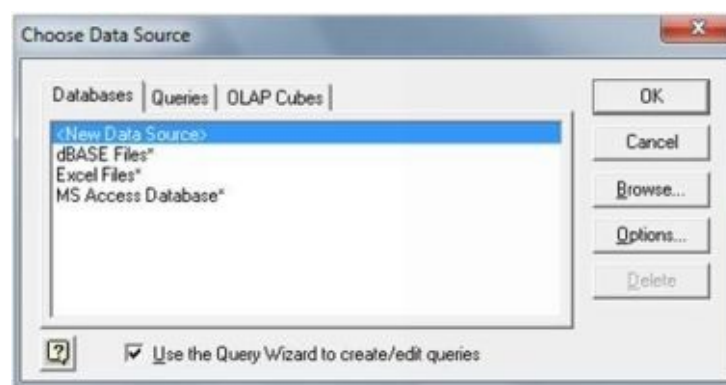 Choose Data Source
Databases Queries OLAP Cubes
<New Data Source>
dBASE Files*
Excel Files*
MS Access Database*
OK
Cancel
Browse...
Options...
Delete
Use the Query Wizard to create/edit queries